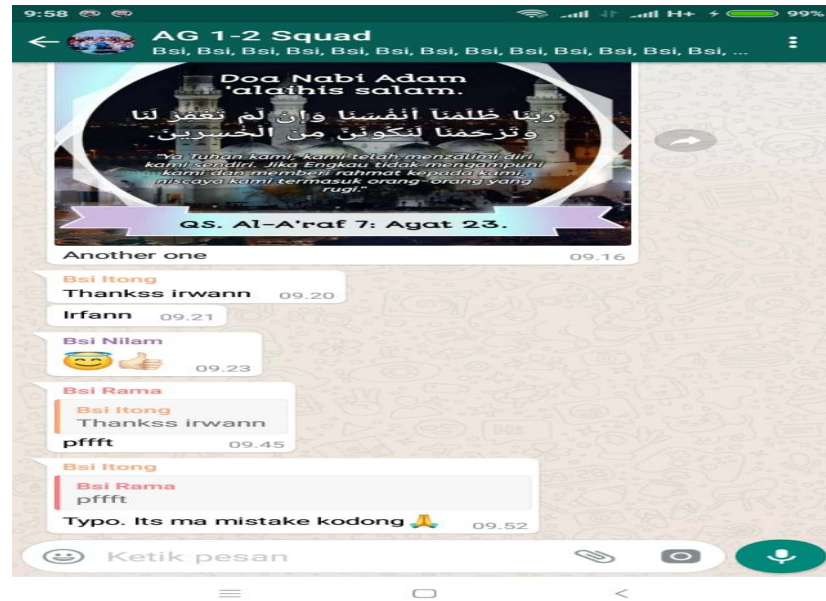 9:58 H+ 99%
AG 1-2 Squad
Bsi, Bsi, Bsi, Bsi, Bsi, Bsi, Bsi, Bsi, Bsi, Bsi, Bsi, Bsi, Bsi, ...
Doa Nabi Adam
'alaihis salam.
رَبَّنَا ظَلَمْنَآ أَنْفُسَنَا وَإِنْ لَّمْ تَغْفِرْ لَنَا
وَتَرْحَمْنَا لَنَكُونَنَّ مِنَ الْخٰسِرِينَ.
"Ya Tuhan kami, kami telah menzalimi diri
kami sendiri. Jika Engkau tidak mengampuni
kami dan memberi rahmat kepada kami,
niscaya kami termasuk orang-orang yang
rugi."
QS. Al-A'raf 7: Ayat 23.
Another one 09.16
Bsi Itong
Thankss irwann 09.20
Irfann 09.21
Bsi Nilam
😇👍🏻 09.23
Bsi Rama
Bsi Itong
Thankss irwann
pffft 09.45
Bsi Itong
Bsi Rama
pffft
Typo. Its ma mistake kodong 🙏 09.52
Ketik pesan